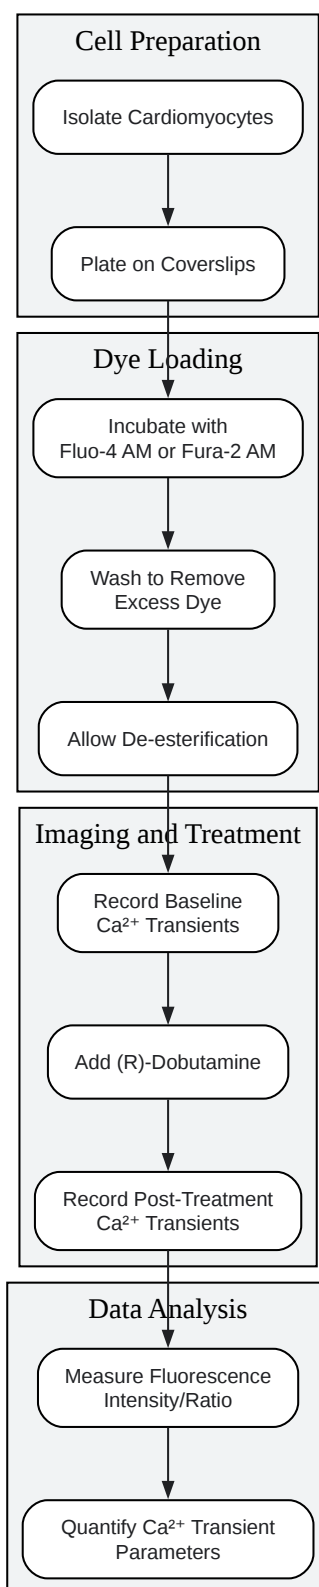 Cell Preparation
Isolate Cardiomyocytes
Plate on Coverslips
Dye Loading
Incubate with
Fluo-4 AM or Fura-2 AM
Wash to Remove
Excess Dye
Allow De-esterification
Imaging and Treatment
Record Baseline
Ca²⁺ Transients
Add (R)-Dobutamine
Record Post-Treatment
Ca²⁺ Transients
Data Analysis
Measure Fluorescence
Intensity/Ratio
Quantify Ca²⁺ Transient
Parameters